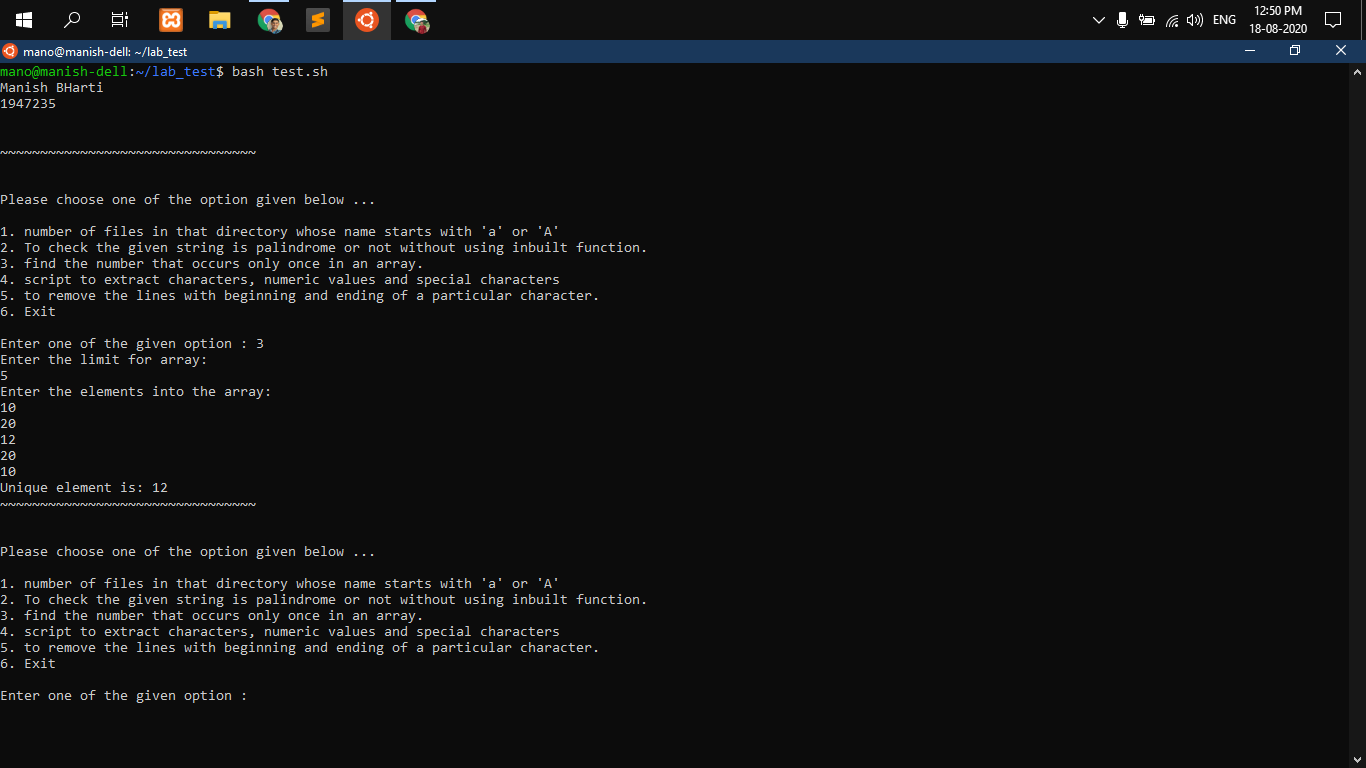 12:50 PM
ENG
18-08-2020
mano@manish-dell: ~/lab_test
mano@manish-dell:~/lab_test$ bash test.sh
Manish BHarti
1947235
~~~~~~~~~~~~~~~~~~~~~~~~~~~~~~~~
Please choose one of the option given below ...
1. number of files in that directory whose name starts with 'a' or 'A'
2. To check the given string is palindrome or not without using inbuilt function.
3. find the number that occurs only once in an array.
4. script to extract characters, numeric values and special characters
5. to remove the lines with beginning and ending of a particular character.
6. Exit
Enter one of the given option : 3
Enter the limit for array:
5
Enter the elements into the array:
10
20
12
20
10
Unique element is: 12
~~~~~~~~~~~~~~~~~~~~~~~~~~~~~~~~
Please choose one of the option given below ...
1. number of files in that directory whose name starts with 'a' or 'A'
2. To check the given string is palindrome or not without using inbuilt function.
3. find the number that occurs only once in an array.
4. script to extract characters, numeric values and special characters
5. to remove the lines with beginning and ending of a particular character.
6. Exit
Enter one of the given option :